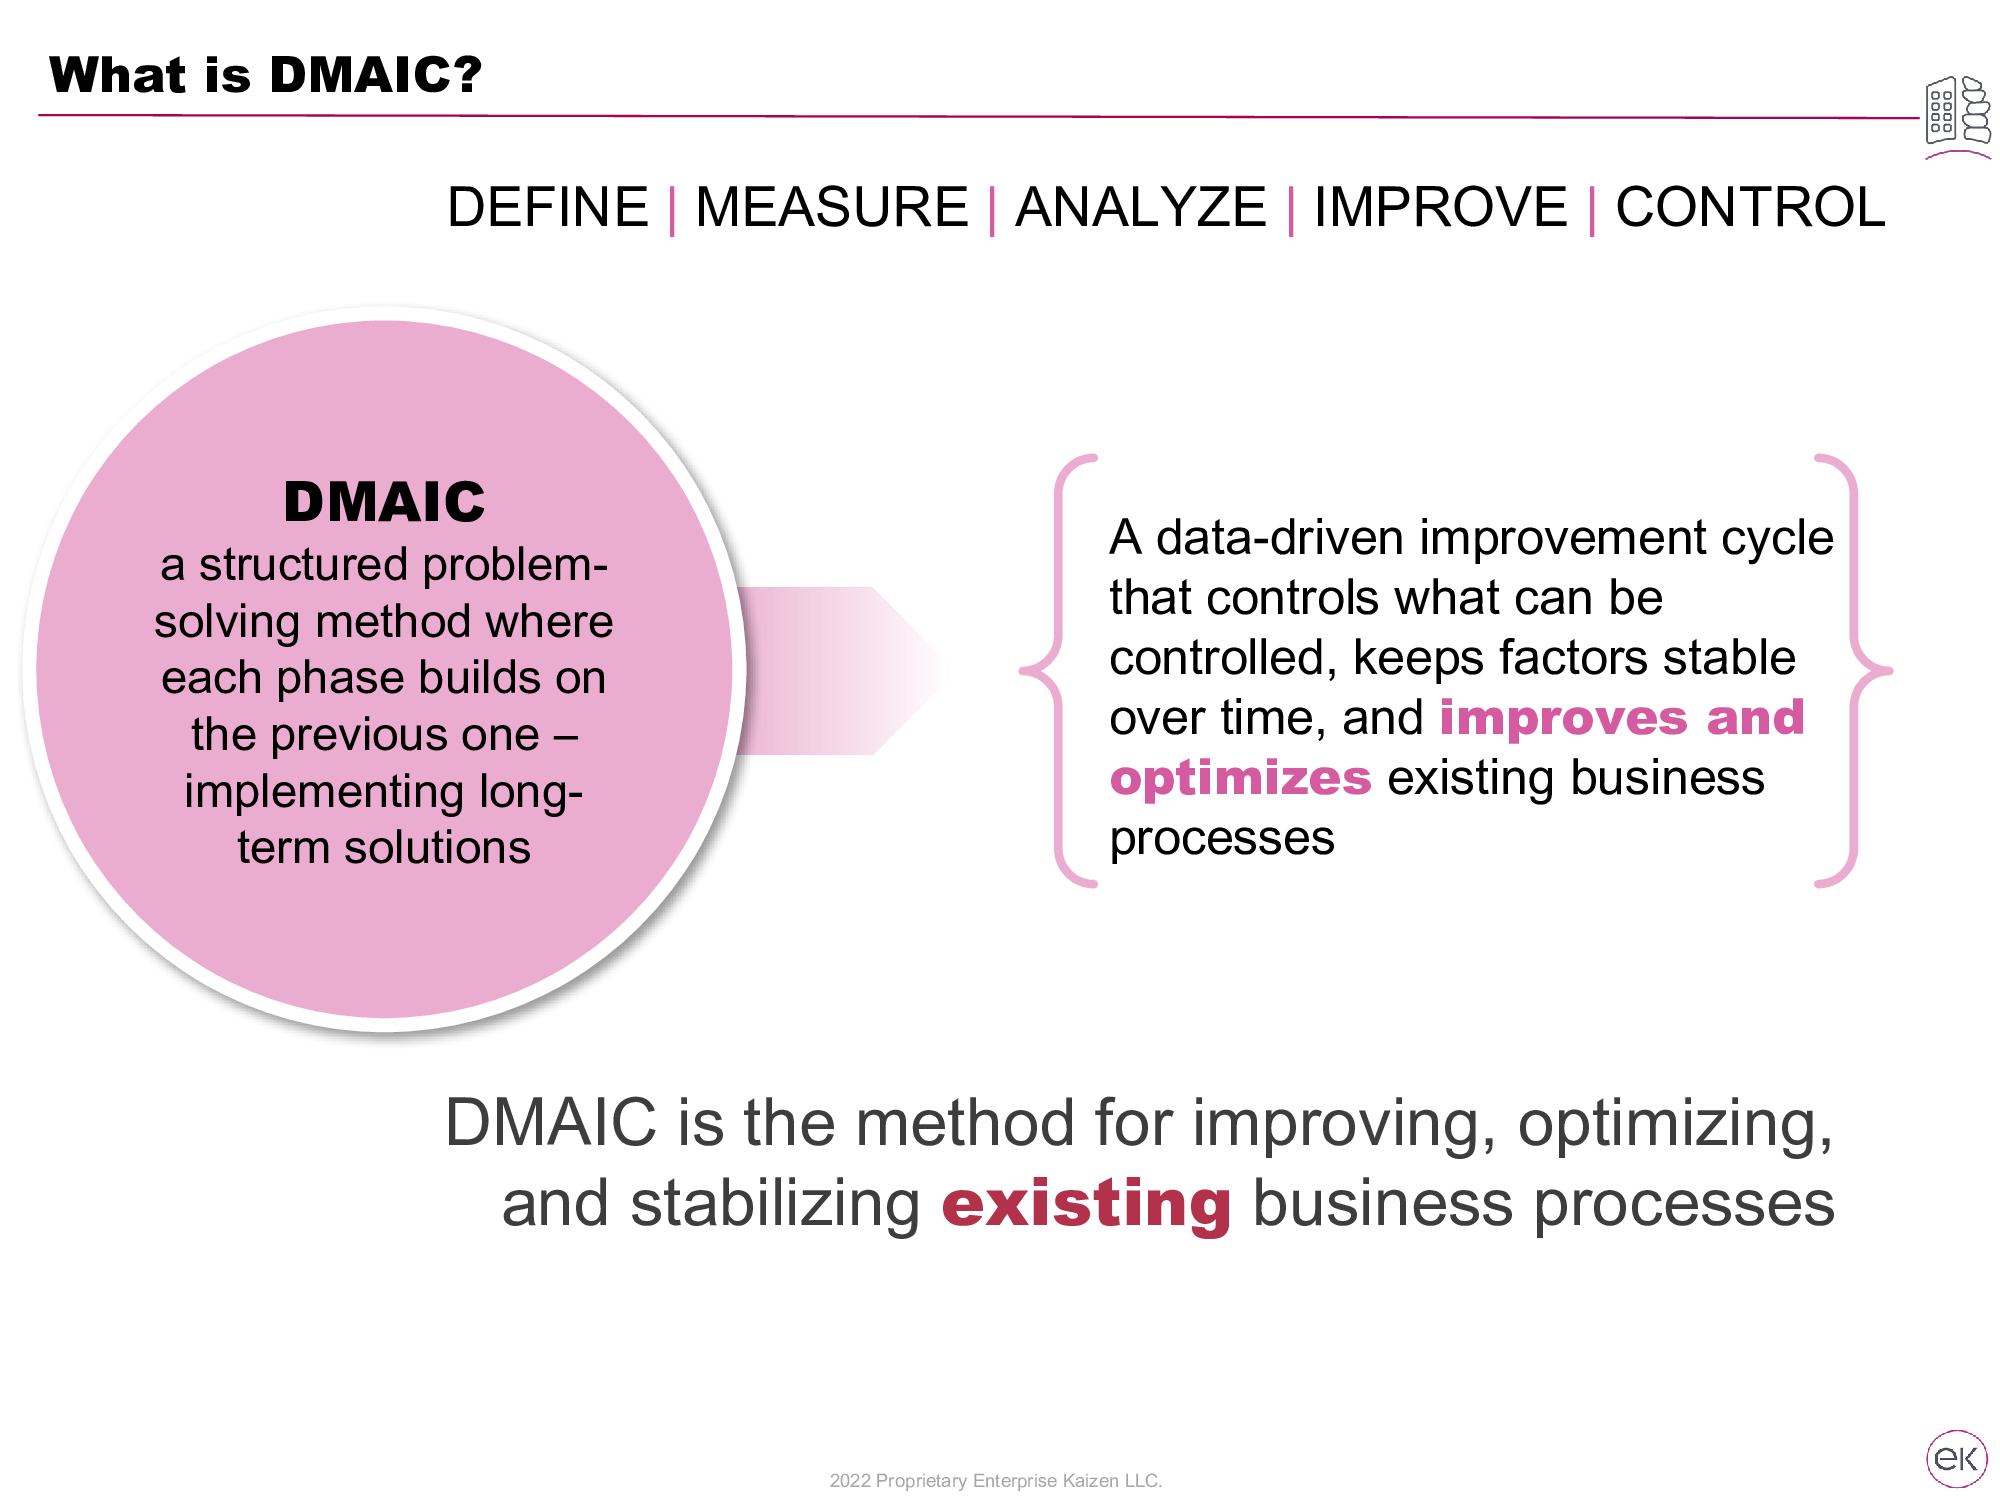 What is DMAIC?
DEFINE | MEASURE | ANALYZE | IMPROVE | CONTROL
DMAIC
a structured problem-
solving method where
each phase builds on
the previous one –
implementing long-
term solutions
A data-driven improvement cycle
that controls what can be
controlled, keeps factors stable
over time, and improves and
optimizes existing business
processes
DMAIC is the method for improving, optimizing,
and stabilizing existing business processes
2022 Proprietary Enterprise Kaizen LLC.
eK